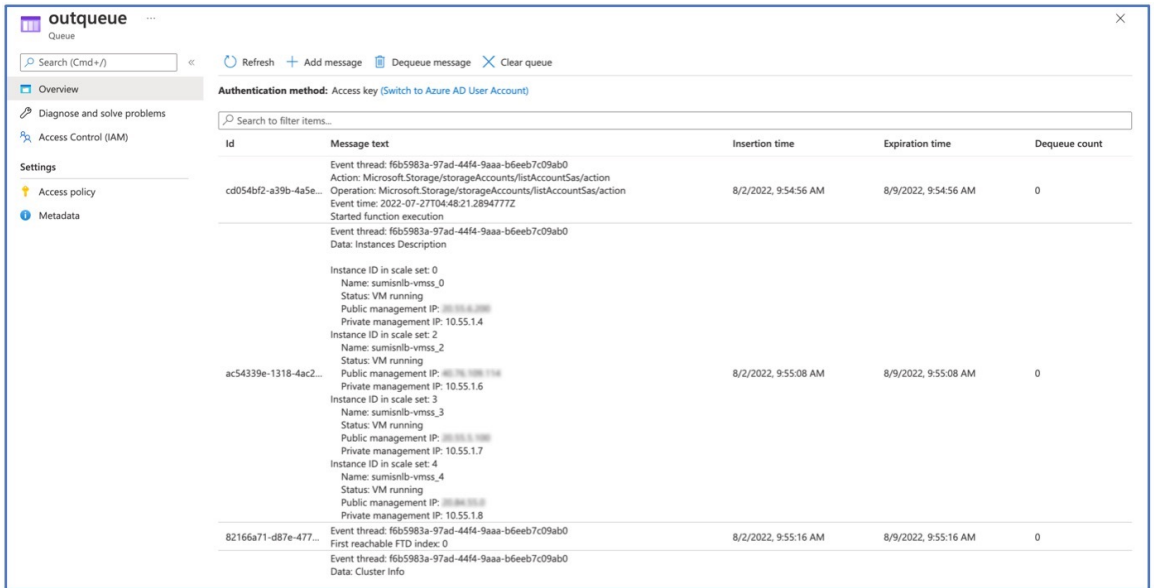 outqueue ...
Queue
Search (Cmd+/)
«
Refresh
Add message
Dequeue message
Clear queue
Overview
Diagnose and solve problems
Access Control (IAM)
Settings
Access policy
Metadata
Authentication method: Access key (Switch to Azure AD User Account)
Search to filter items...
Id Message text Insertion time Expiration time Dequeue count
Event thread: f6b5983a-97ad-44f4-9aaa-b6eeb7c09ab0
Action: Microsoft.Storage/storageAccounts/listAccountSas/action
cd054bf2-a39b-4a5e... Operation: Microsoft.Storage/storageAccounts/listAccountSas/action 8/2/2022, 9:54:56 AM 8/9/2022, 9:54:56 AM 0
Event time: 2022-07-27T04:48:21.2894777Z
Started function execution
Event thread: f6b5983a-97ad-44f4-9aaa-b6eeb7c09ab0
Data: Instances Description
Instance ID in scale set: 0
Name: sumisnlb-vmss_0
Status: VM running
Public management IP:
Private management IP: 10.55.1.4
Instance ID in scale set: 2
Name: sumisnlb-vmss_2
Status: VM running
ac54339e-1318-4ac2... Public management IP: 8/2/2022, 9:55:08 AM 8/9/2022, 9:55:08 AM 0
Private management IP: 10.55.1.6
Instance ID in scale set: 3
Name: sumisnlb-vmss_3
Status: VM running
Public management IP:
Private management IP: 10.55.1.7
Instance ID in scale set: 4
Name: sumisnlb-vmss_4
Status: VM running
Public management IP:
Private management IP: 10.55.1.8
Event thread: f6b5983a-97ad-44f4-9aaa-b6eeb7c09ab0
82166a71-d87e-477... First reachable FTD index: 0 8/2/2022, 9:55:16 AM 8/9/2022, 9:55:16 AM 0
Event thread: f6b5983a-97ad-44f4-9aaa-b6eeb7c09ab0
Data: Cluster Info